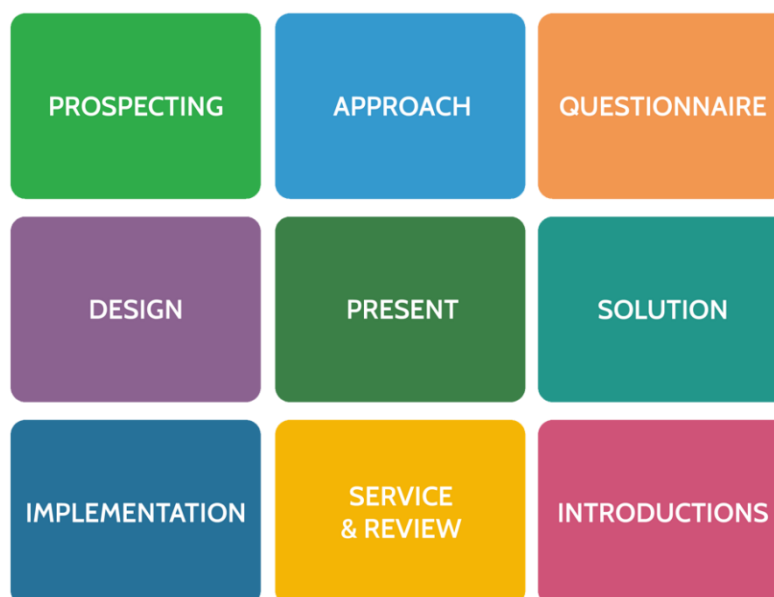 PROSPECTING
APPROACH
QUESTIONNAIRE
DESIGN
PRESENT
SOLUTION
IMPLEMENTATION
SERVICE
& REVIEW
INTRODUCTIONS